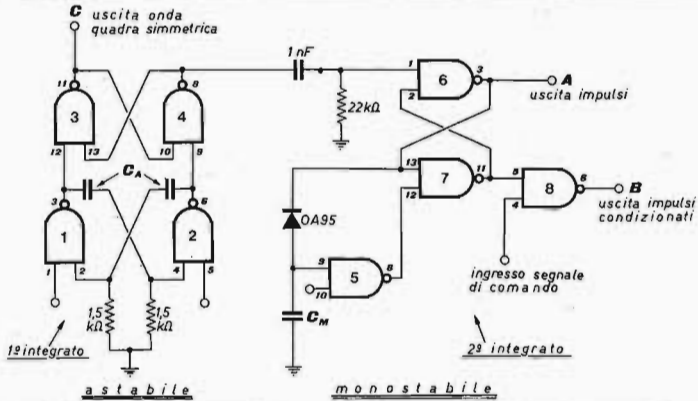 C
uscita onda
quadra simmetrica
11
3
12
13
8
4
10
9
1 nF
22kΩ
1
2
6
3
A
uscita impulsi
13
12
7
11
5
4
8
6
B
uscita impulsi
condizionati
CA
3
1
1
2
6
2
4
5
OA95
9
10
5
8
CM
ingresso segnale
di comando
1,5
kΩ
1,5
kΩ
1º integrato
2º integrato
astabile
monostabile